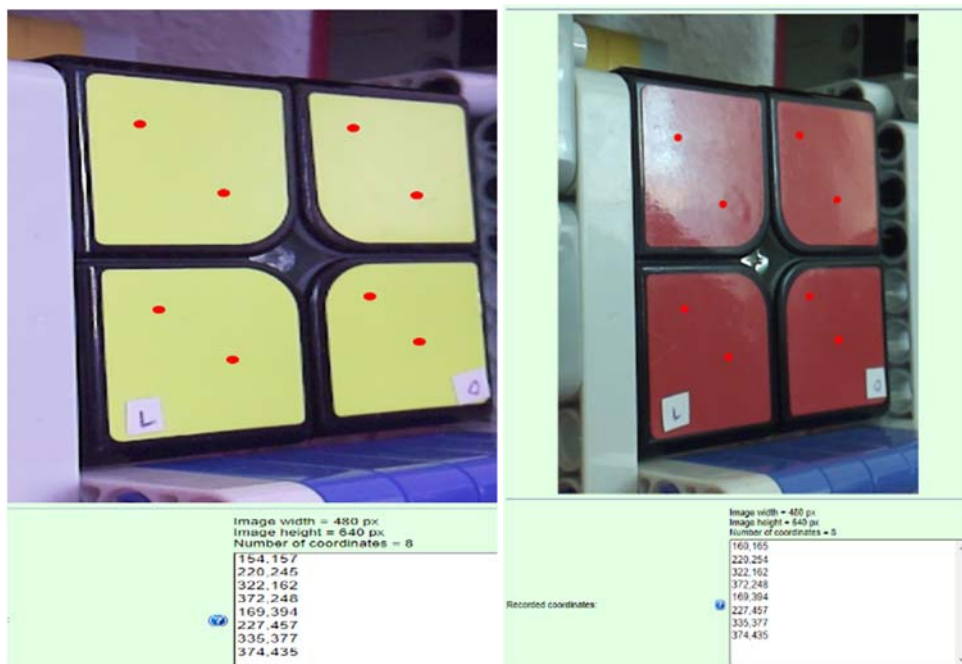 L
Image width = 480 px
Image height = 640 px
Number of coordinates = 8
154,157
220,245
322,162
372,248
169,394
227,457
335,377
374,435
L
Image width = 480 px
Image height = 640 px
Number of coordinates = 8
Recorded coordinates:
160,165
220,254
322,162
372,248
169,394
227,457
335,377
374,435